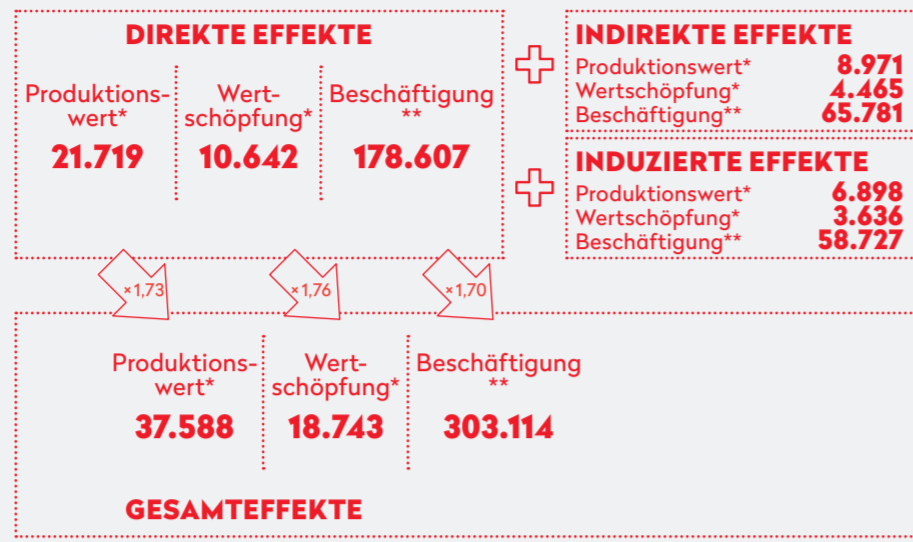 DIREKTE EFFEKTE
Produktions-
wert*
21.719
Wert-
schöpfung*
10.642
Beschäftigung
**
178.607
INDIREKTE EFFEKTE
Produktionswert* 8.971
Wertschöpfung* 4.465
Beschäftigung** 65.781
INDUZIERTE EFFEKTE
Produktionswert* 6.898
Wertschöpfung* 3.636
Beschäftigung** 58.727
×1,73
×1,76
×1,70
Produktions-
wert*
37.588
Wert-
schöpfung*
18.743
Beschäftigung
**
303.114
GESAMTEFFEKTE